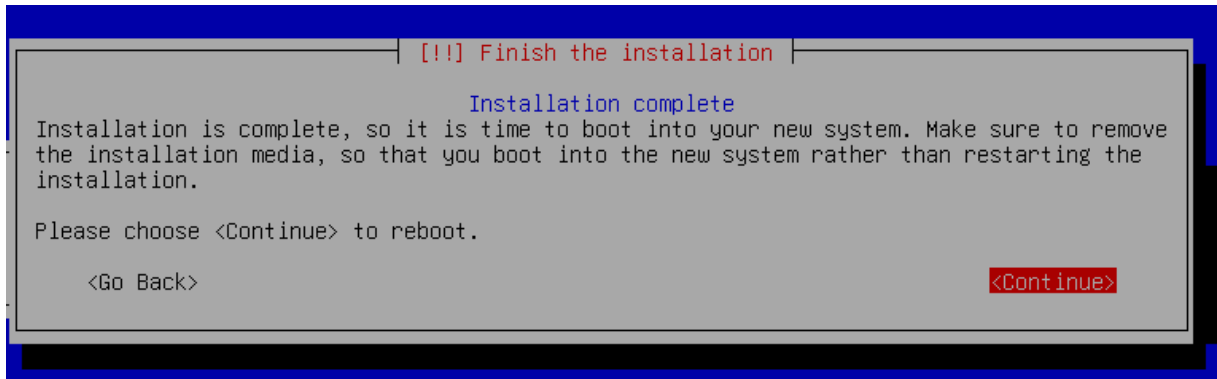 [!!] Finish the installation
Installation complete
Installation is complete, so it is time to boot into your new system. Make sure to remove
the installation media, so that you boot into the new system rather than restarting the
installation.
Please choose <Continue> to reboot.
<Go Back> <Continue>